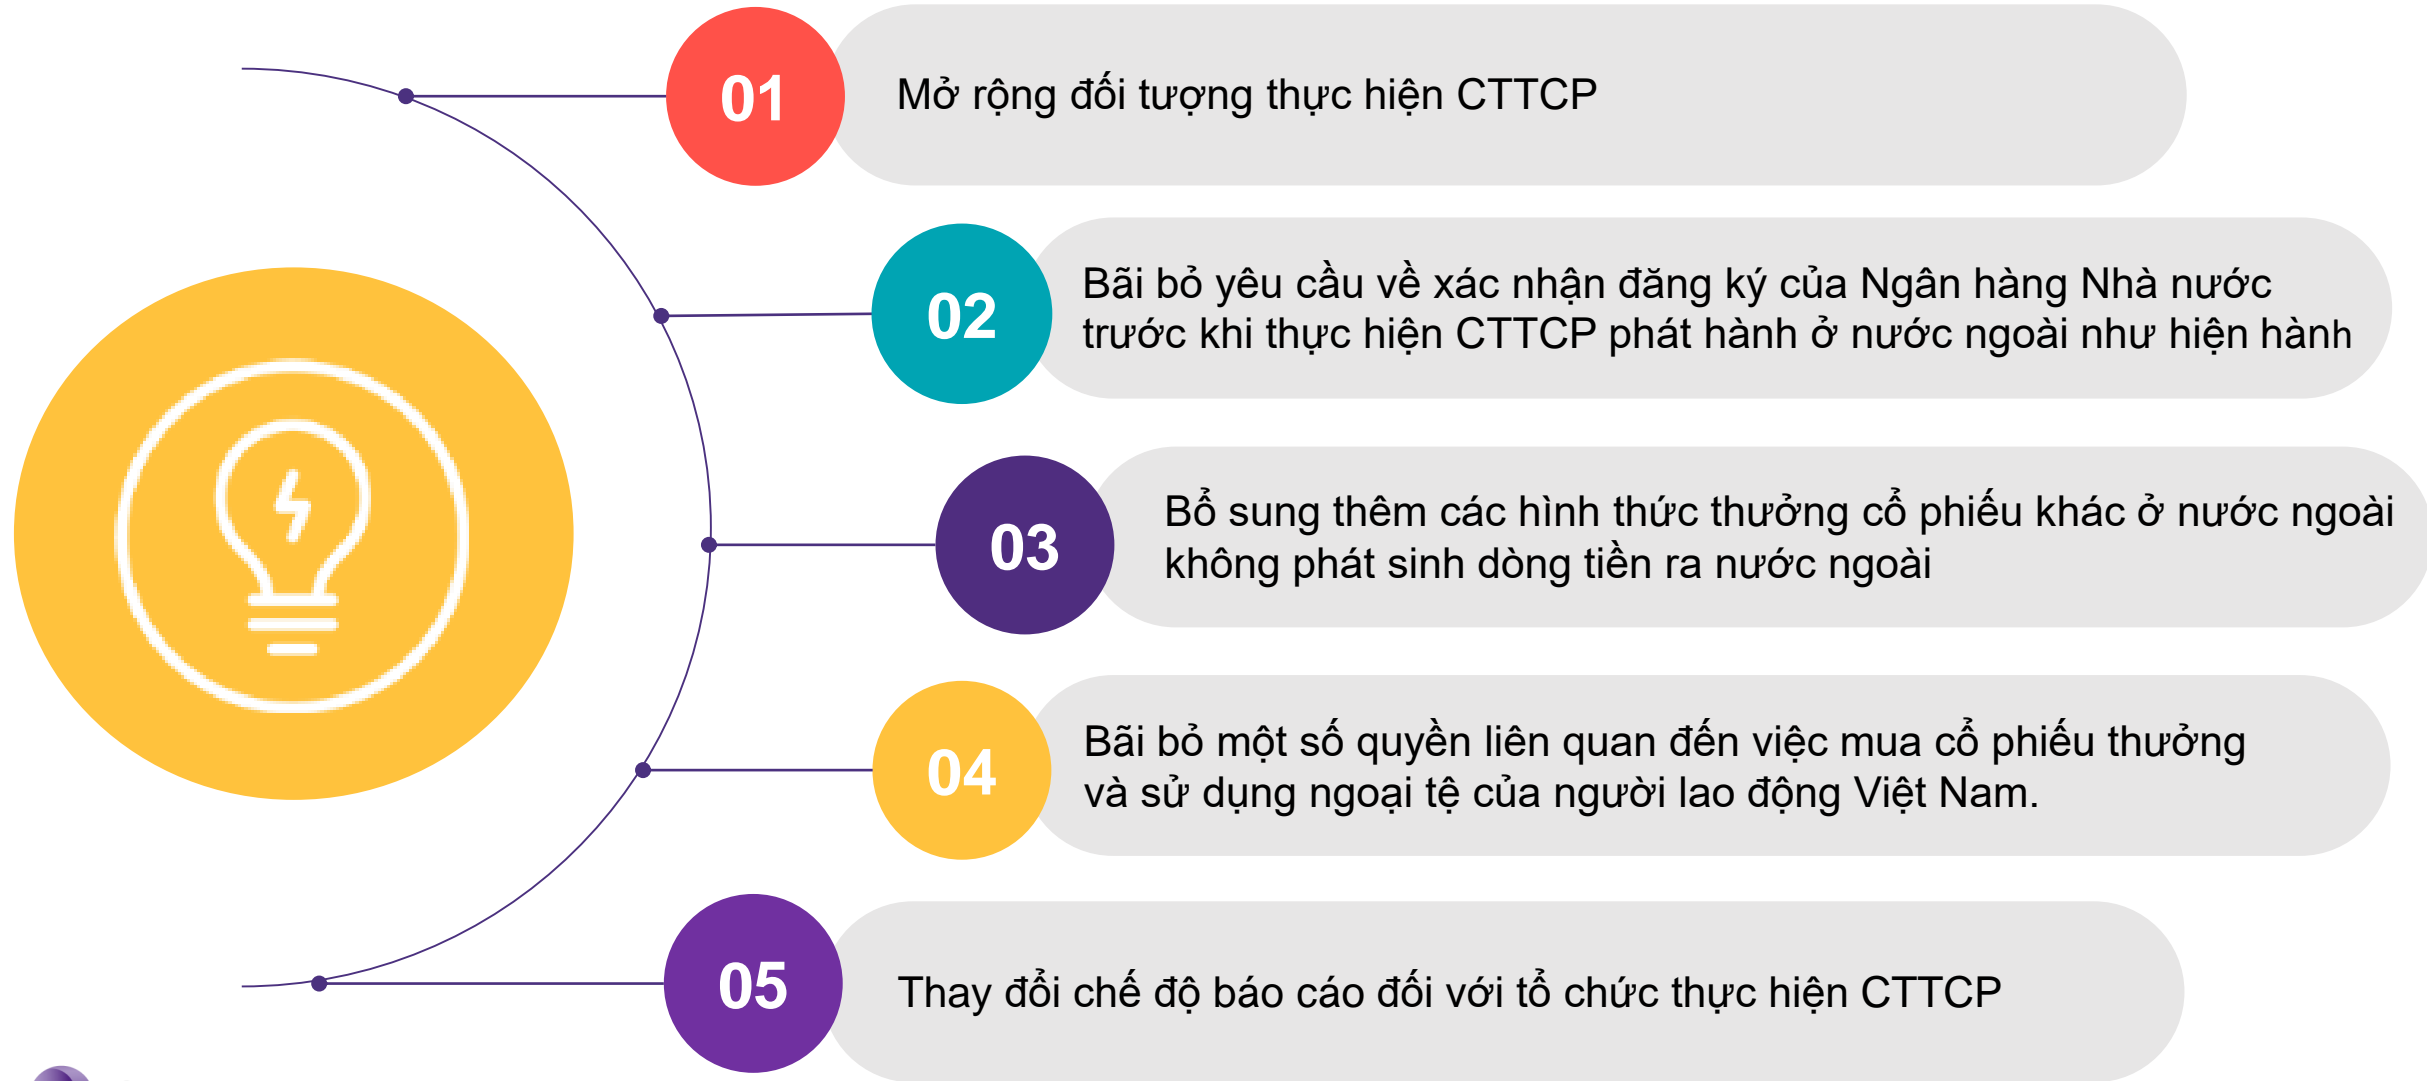 01
Mở rộng đối tượng thực hiện CTTCP
02
Bãi bỏ yêu cầu về xác nhận đăng ký của Ngân hàng Nhà nước
trước khi thực hiện CTTCP phát hành ở nước ngoài như hiện hành
03
Bổ sung thêm các hình thức thưởng cổ phiếu khác ở nước ngoài
không phát sinh dòng tiền ra nước ngoài
04
Bãi bỏ một số quyền liên quan đến việc mua cổ phiếu thưởng
và sử dụng ngoại tệ của người lao động Việt Nam.
05
Thay đổi chế độ báo cáo đối với tổ chức thực hiện CTTCP